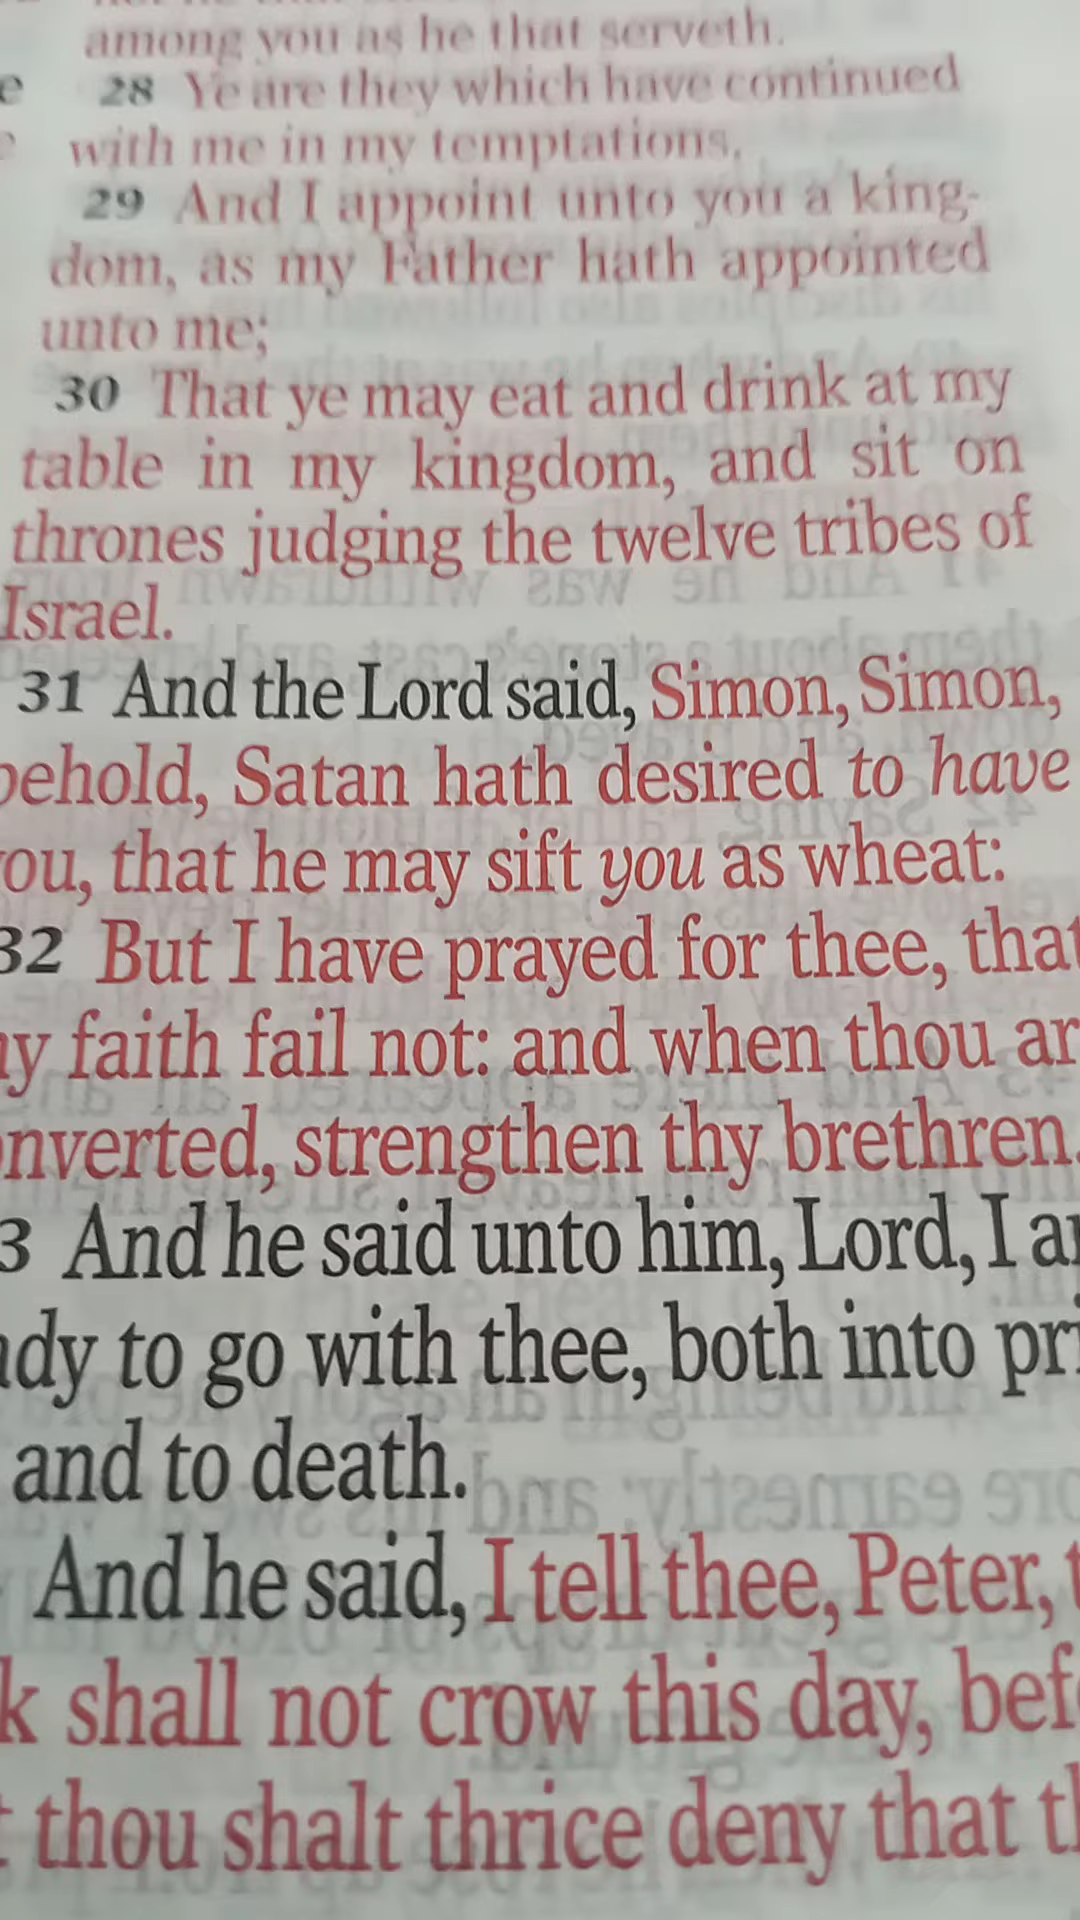 among you as he that serveth.
28 Ye are they which have continued
with me in my temptations.
29 And I appoint unto you a king-
dom, as my Father hath appointed
unto me;
30 That ye may eat and drink at my
table in my kingdom, and sit on
thrones judging the twelve tribes of
Israel.
31 And the Lord said, Simon, Simon,
behold, Satan hath desired to have
ou, that he may sift you as wheat:
32 But I have prayed for thee, that
y faith fail not: and when thou ar
nverted, strengthen thy brethren.
3 And he said unto him, Lord, I a
dy to go with thee, both into pri
and to death.
And he said, I tell thee, Peter, t
k shall not crow this day, bef
thou shalt thrice deny that th